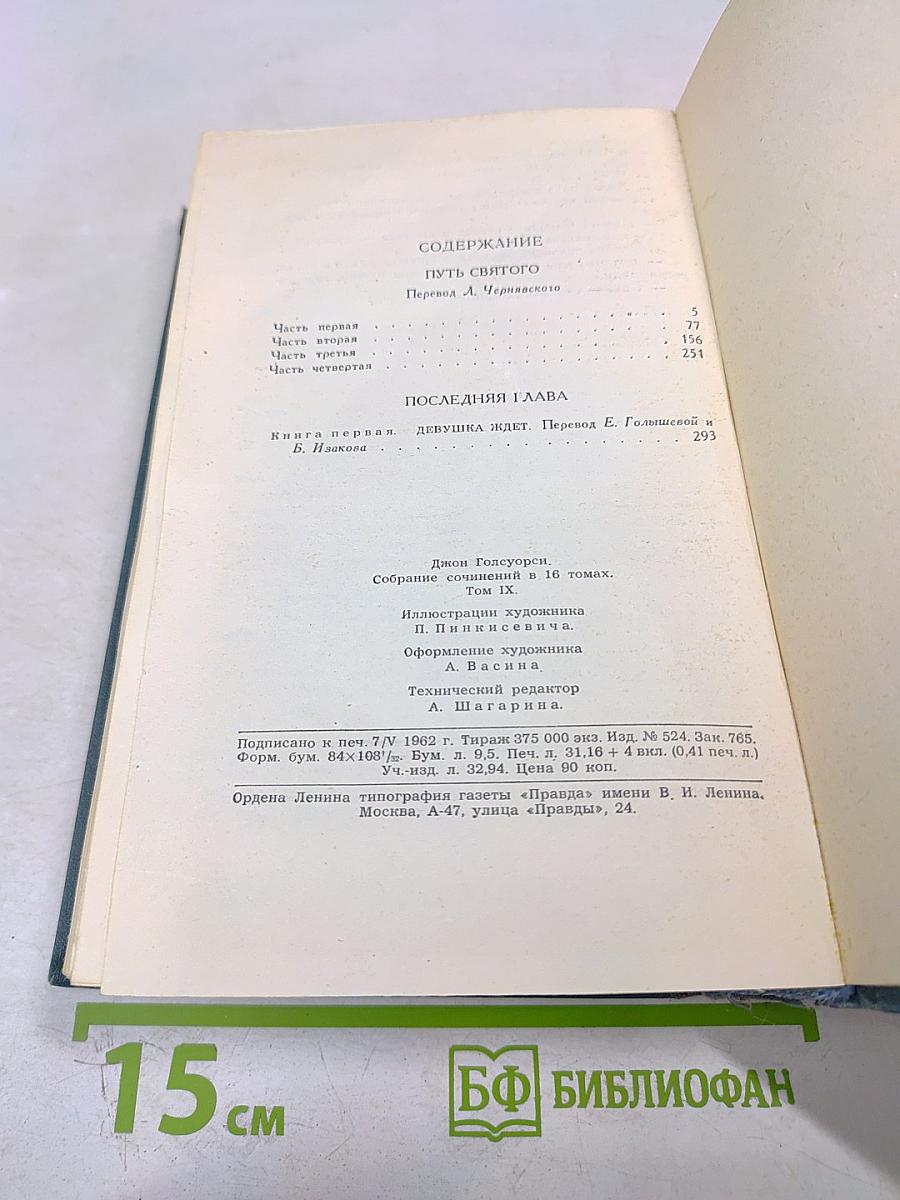 СОДЕРЖАНИЕ
ПУТЬ СВЯТОГО
Перевод Л. Чернявского
Часть первая . . . . . . . . . . . . . . . . 5
Часть вторая . . . . . . . . . . . . . . . . 77
Часть третья . . . . . . . . . . . . . . . . 156
Часть четвертая . . . . . . . . . . . . . . . 251
ПОСЛЕДНЯЯ ГЛАВА
Книга первая. ДЕВУШКА ЖДЕТ. Перевод Е. Голышевой и
Б. Изакова . . . . . . . . . . . . . . . . 293
Джон Голсуорси.
Собрание сочинений в 16 томах.
Том IX.
Иллюстрации художника
П. Пинкисевича.
Оформление художника
А. Васина
Технический редактор
А. Шагарина.
Подписано к печ. 7/V 1962 г. Тираж 375 000 экз. Изд. № 524. Зак. 765.
Форм. бум. 84×108¹/₃₂. Бум. л. 9,5. Печ. л. 31,16 + 4 вкл. (0,41 печ. л.)
Уч.-изд. л. 32,94. Цена 90 коп.
Ордена Ленина типография газеты «Правда» имени В. И. Ленина.
Москва, А-47, улица «Правды», 24.
15 см
БФ БИБЛИОФАН